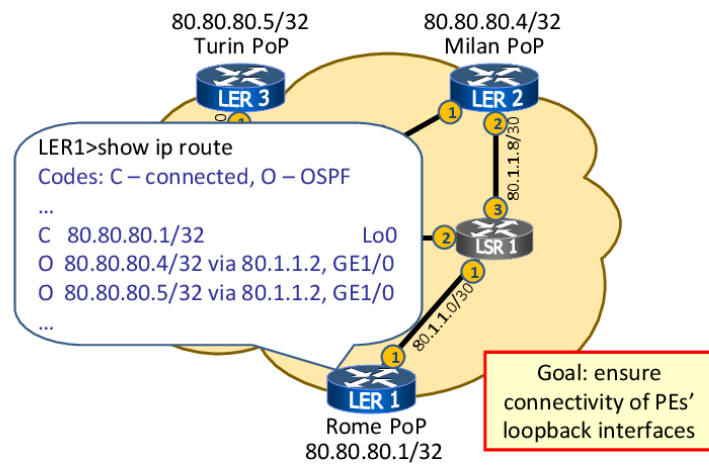 80.80.80.5/32
Turin PoP
80.80.80.4/32
Milan PoP
LER 3
LER 2
1
0
1
2
80.1.1.8/30
LER1>show ip route
Codes: C – connected, O – OSPF
...
C 80.80.80.1/32 Lo0
O 80.80.80.4/32 via 80.1.1.2, GE1/0
O 80.80.80.5/32 via 80.1.1.2, GE1/0
...
3
2
LSR 1
1
80.1.1.0/30
1
LER 1
Rome PoP
80.80.80.1/32
Goal: ensure
connectivity of PEs'
loopback interfaces